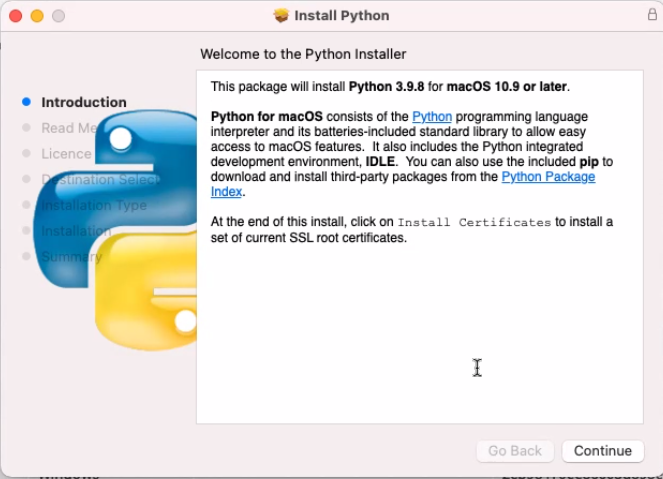 Install Python
Welcome to the Python Installer
Introduction
Read Me
Licence
Destination Select
Installation Type
Installation
Summary
This package will install Python 3.9.8 for macOS 10.9 or later.
Python for macOS consists of the Python programming language
interpreter and its batteries-included standard library to allow easy
access to macOS features.  It also includes the Python integrated
development environment, IDLE.  You can also use the included pip to
download and install third-party packages from the Python Package
Index.
At the end of this install, click on Install Certificates to install a
set of current SSL root certificates.
Go Back
Continue